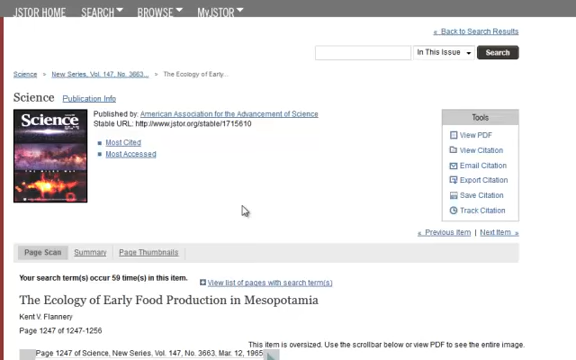 JSTOR HOME SEARCH BROWSE MyJSTOR
« Back to Search Results
In This Issue Search
Science » New Series, Vol. 147, No. 3663... » The Ecology of Early...
Science Publication Info
Science
Published by: American Association for the Advancement of Science
Stable URL: http://www.jstor.org/stable/1715610
Most Cited
Most Accessed
Tools
View PDF
View Citation
Email Citation
Export Citation
Save Citation
Track Citation
« Previous Item | Next Item »
Page Scan Summary Page Thumbnails
Your search term(s) occur 59 time(s) in this item.
View list of pages with search term(s)
The Ecology of Early Food Production in Mesopotamia
Kent V. Flannery
Page 1247 of 1247-1256
This item is oversized. Use the scrollbar below or view PDF to see the entire image.
Page 1247 of Science, New Series, Vol. 147, No. 3663, Mar. 12, 1965